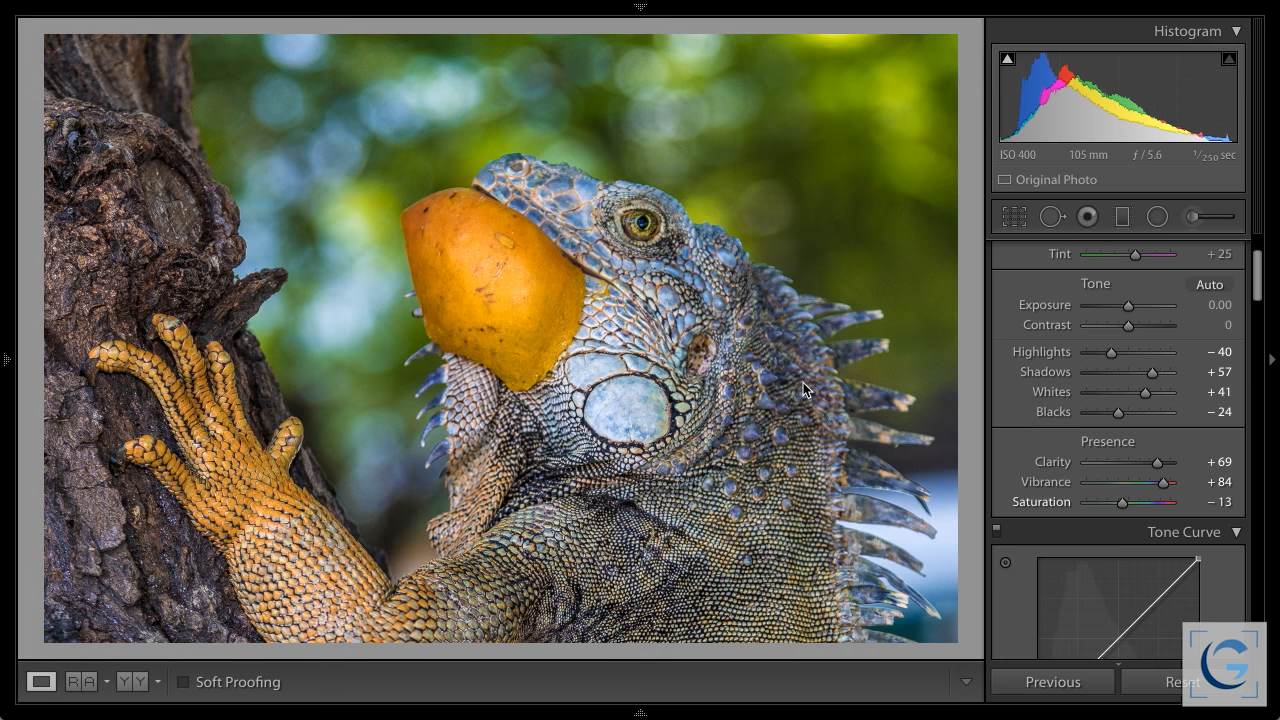 Histogram
ISO 400 105 mm ƒ / 5.6 1/250 sec
Original Photo
Tint + 25
Tone Auto
Exposure 0.00
Contrast 0
Highlights – 40
Shadows + 57
Whites + 41
Blacks – 24
Presence
Clarity + 69
Vibrance + 84
Saturation – 13
Tone Curve
R A Y Y Soft Proofing
Previous